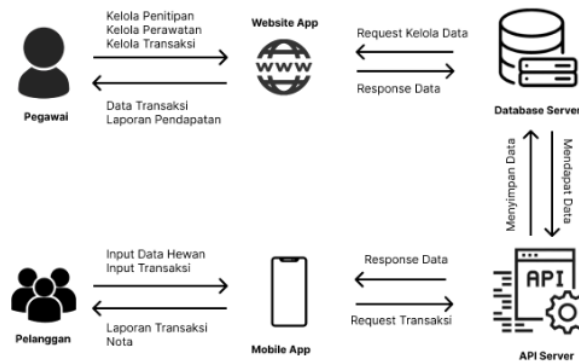 Kelola Penitipan
Kelola Perawatan
Kelola Transaksi
Website App
Request Kelola Data
WWW
Response Data
Pegawai
Data Transaksi
Laporan Pendapatan
Database Server
Menyimpan Data
Mendapat Data
Input Data Hewan
Input Transaksi
Response Data
API
Request Transaksi
Pelanggan
Laporan Transaksi
Nota
Mobile App
API Server